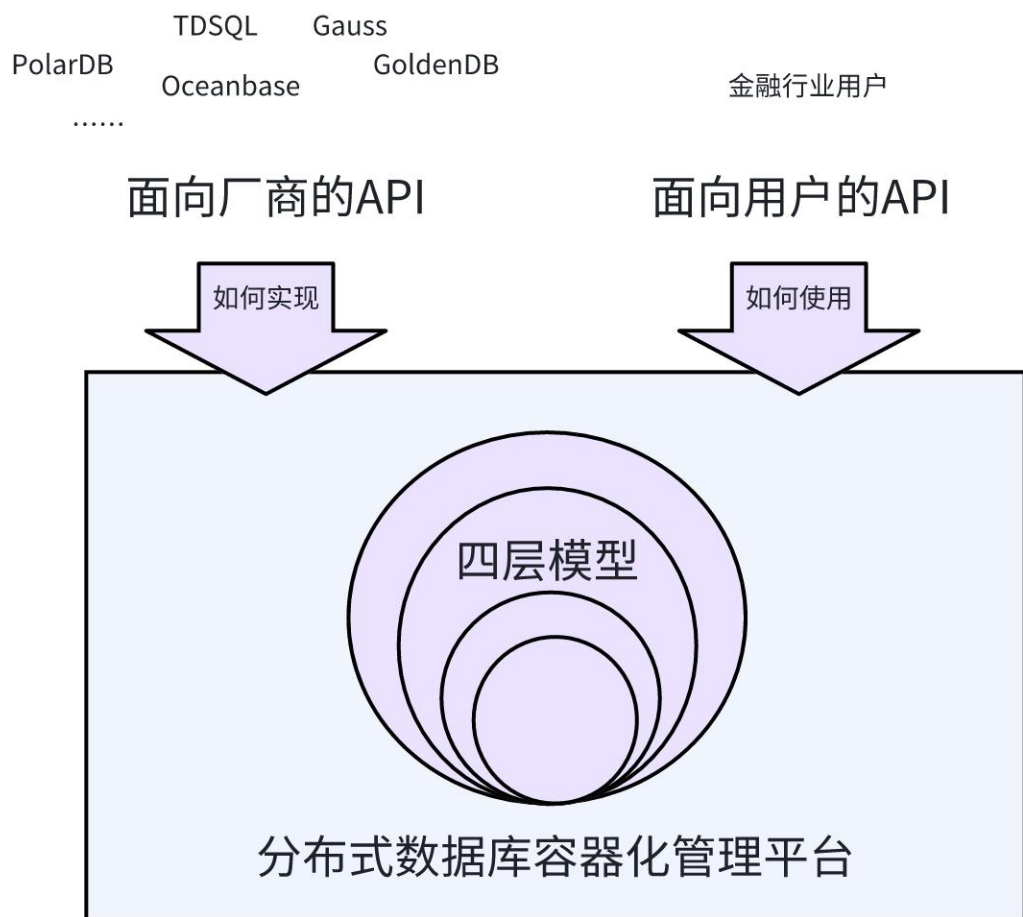 TDSQL Gauss
PolarDB GoldenDB
Oceanbase 金融行业用户
……
面向厂商的API 面向用户的API
如何实现 如何使用
四层模型
分布式数据库容器化管理平台